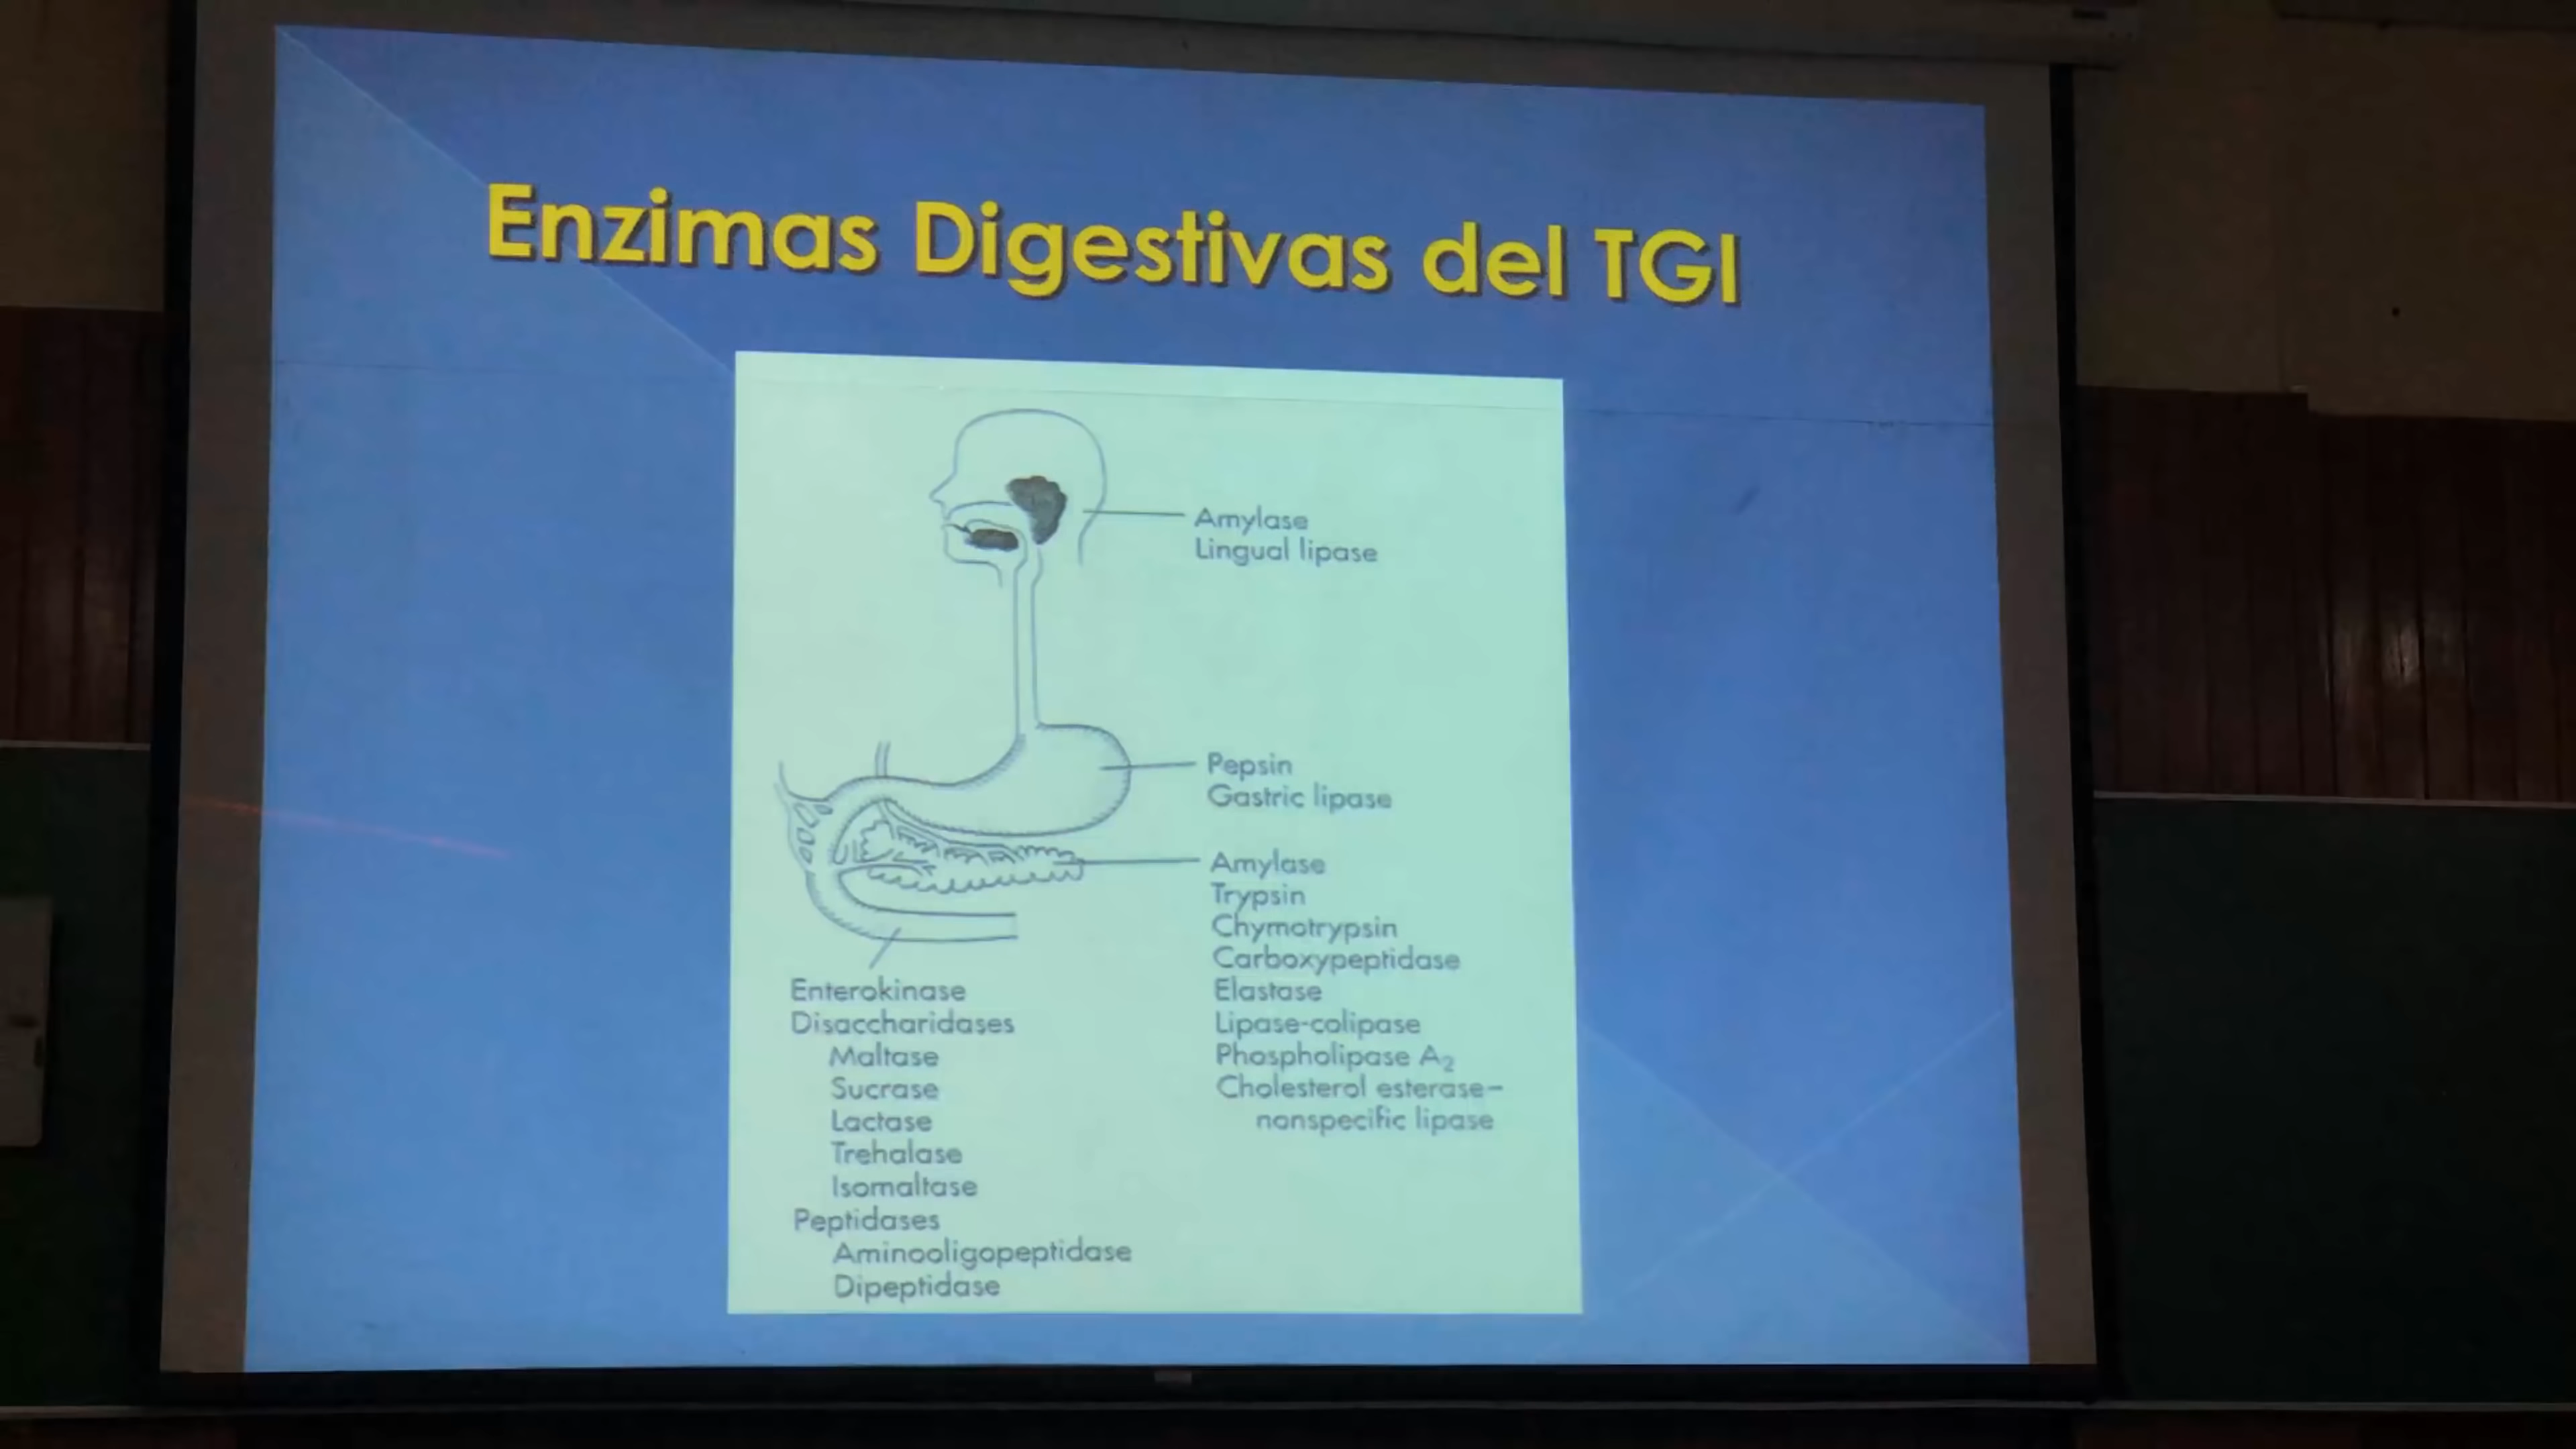 Enzimas Digestivas del TGI
Amylase
Lingual lipase
Pepsin
Gastric lipase
Amylase
Trypsin
Chymotrypsin
Carboxypeptidase
Elastase
Lipase-colipase
Phospholipase A₂
Cholesterol esterase–
nonspecific lipase
Enterokinase
Disaccharidases
Maltase
Sucrase
Lactase
Trehalase
Isomaltase
Peptidases
Aminooligopeptidase
Dipeptidase